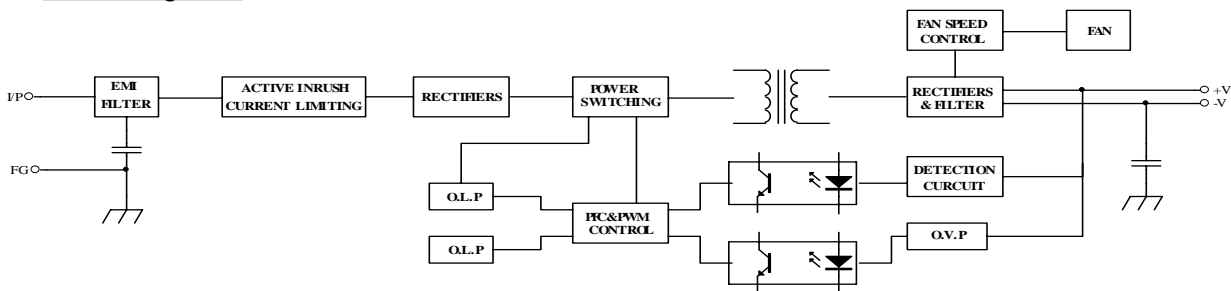 FAN SPEED
CONTROL
FAN
I/P
EMI
FILTER
ACTIVE INRUSH
CURRENT LIMITING
RECTIFIERS
POWER
SWITCHING
RECTIFIERS
& FILTER
+V
-V
FG
O.L.P
PFC&PWM
CONTROL
DETECTION
CURCUIT
O.L.P
O.V.P